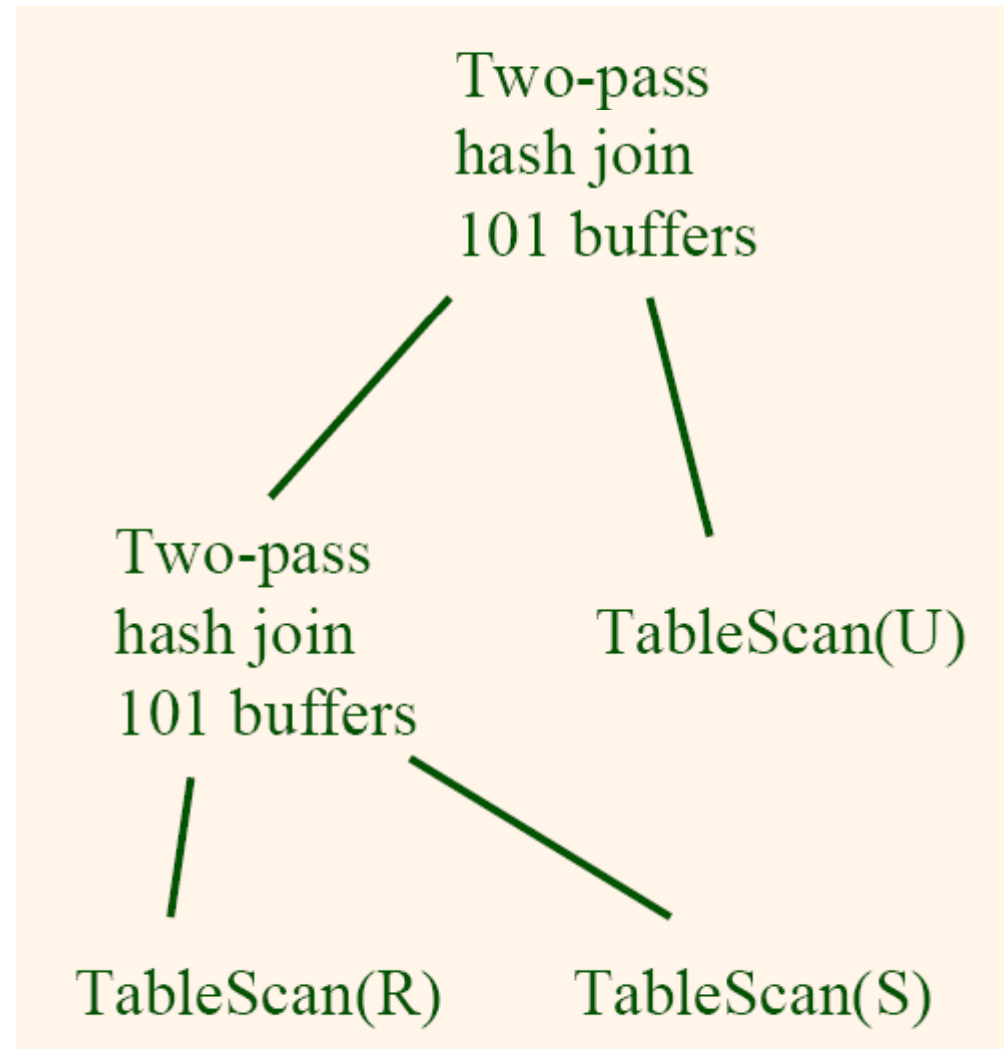 Two-pass
hash join
101 buffers
Two-pass
hash join
101 buffers
TableScan(U)
TableScan(R)
TableScan(S)